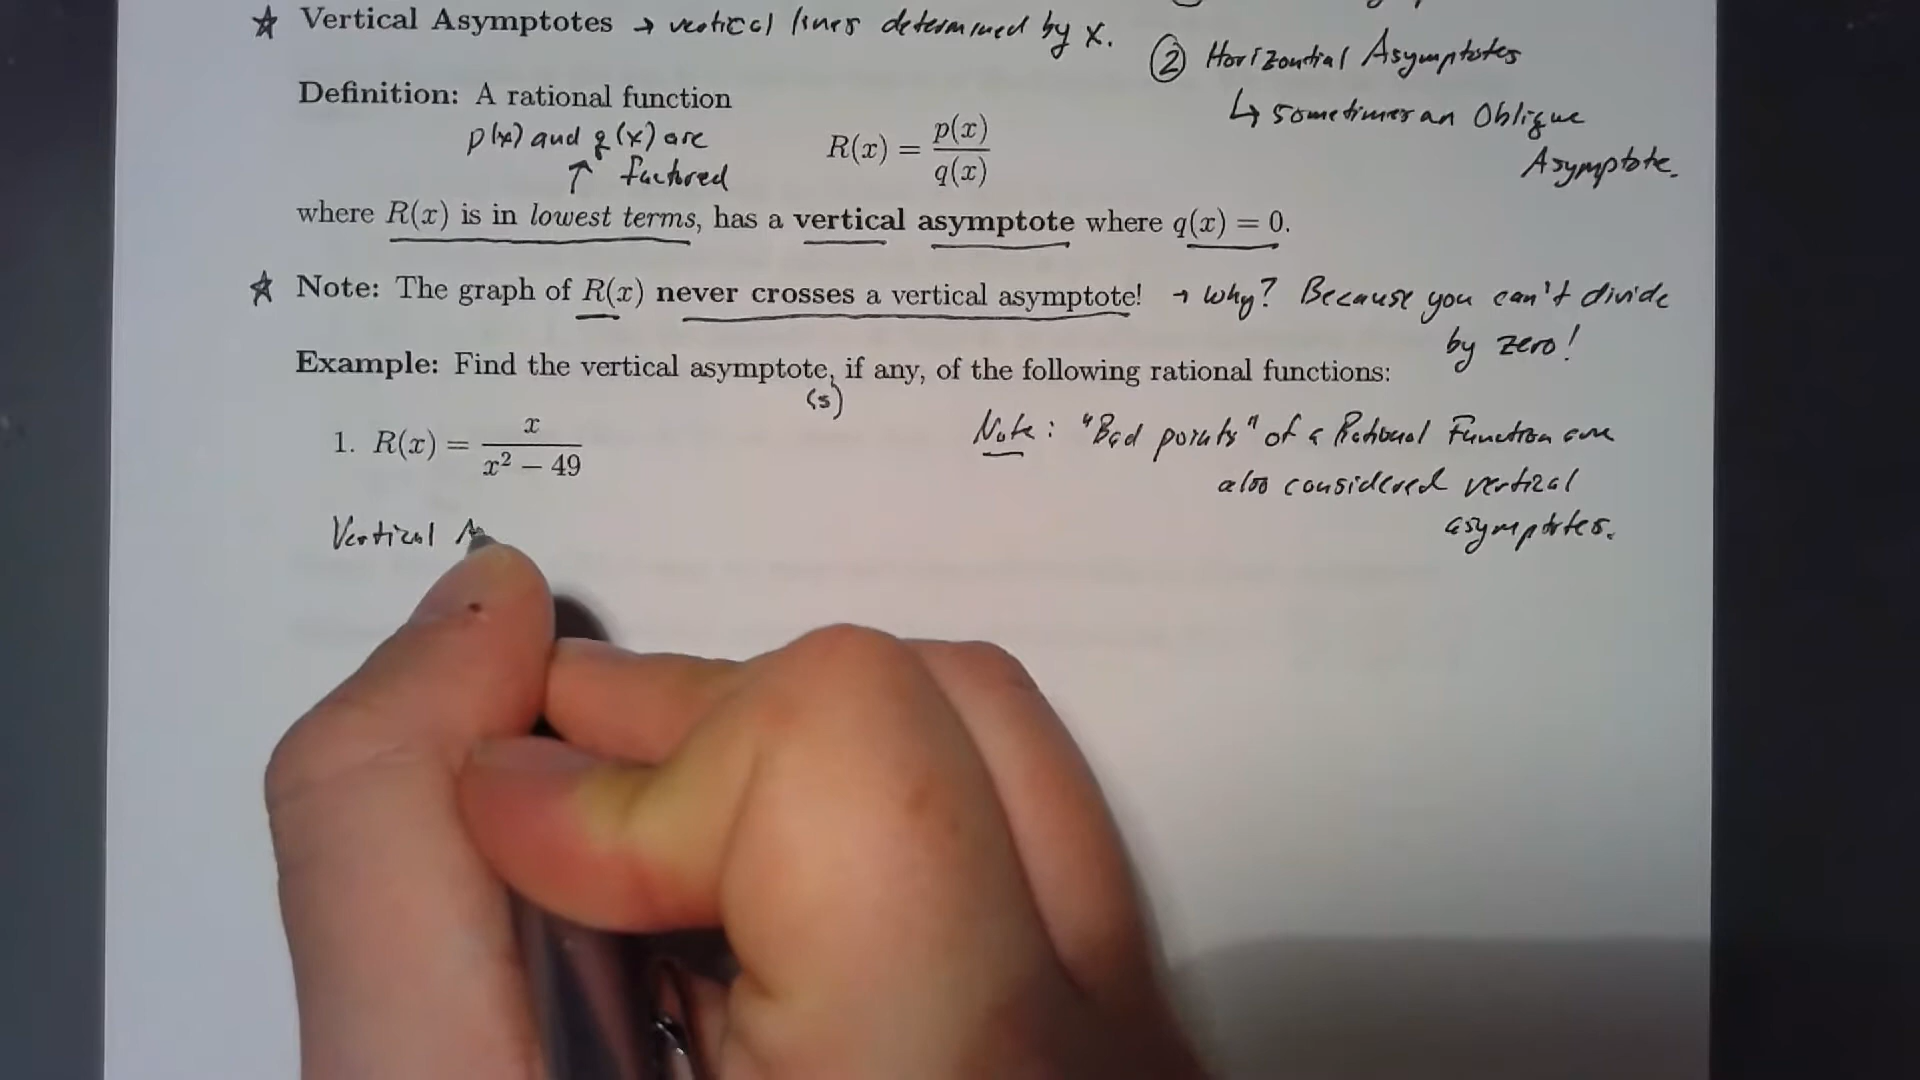 ☆ Vertical Asymptotes → vertical lines determined by x.
② Horizontial Asymptotes
↳ sometimes an Oblique
Asymptote.
Definition: A rational function
p(x) and q(x) are
↑ factored
R(x) = p(x)/q(x)
where R(x) is in lowest terms, has a vertical asymptote where q(x) = 0.
☆ Note: The graph of R(x) never crosses a vertical asymptote! → Why? Because you can't divide
by zero!
Example: Find the vertical asymptote, if any, of the following rational functions:
(s)
1. R(x) = x/(x² − 49)
Note: "Bad points" of a Rational Function are
also considered vertical
asymptotes.
Vertical A